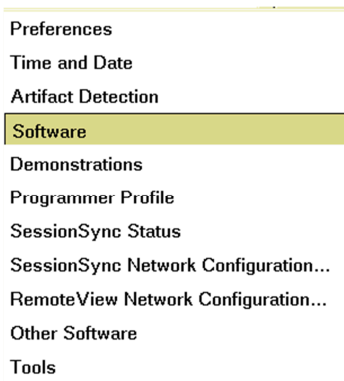 Preferences
Time and Date
Artifact Detection
Software
Demonstrations
Programmer Profile
SessionSync Status
SessionSync Network Configuration...
RemoteView Network Configuration...
Other Software
Tools